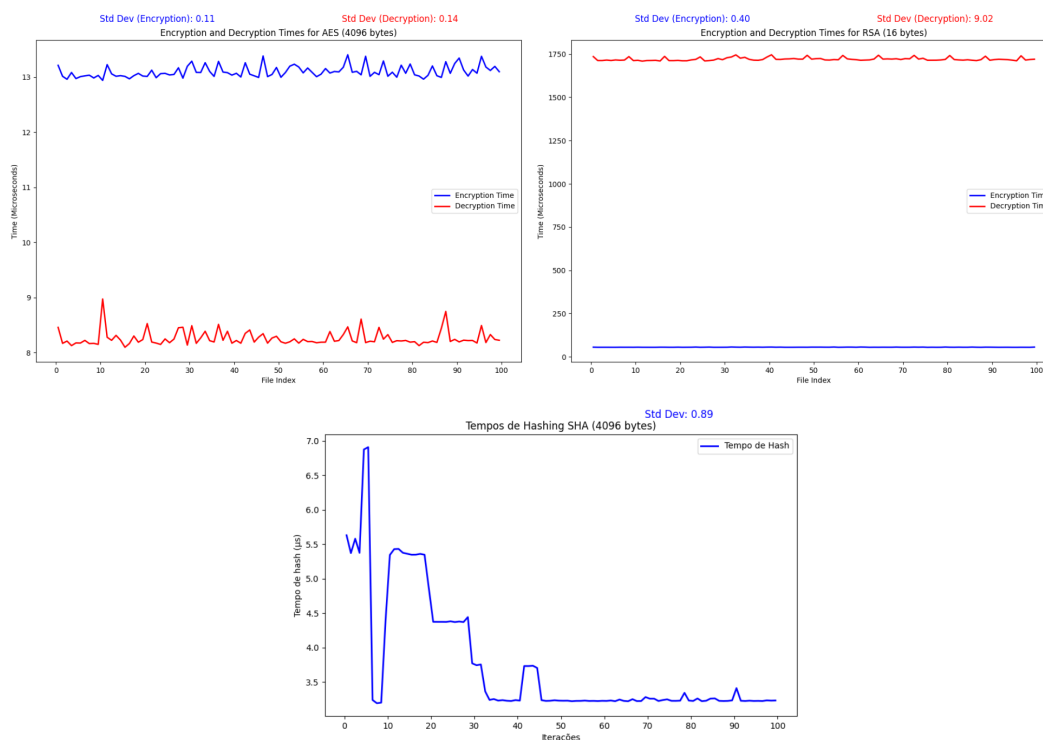 Std Dev (Encryption): 0.11
Std Dev (Decryption): 0.14
Encryption and Decryption Times for AES (4096 bytes)
Time (Microseconds)
13
12
11
10
9
8
Encryption Time
Decryption Time
0 10 20 30 40 50 60 70 80 90 100
File Index
Std Dev (Encryption): 0.40
Std Dev (Decryption): 9.02
Encryption and Decryption Times for RSA (16 bytes)
Time (Microseconds)
1750
1500
1250
1000
750
500
250
0
Encryption Tim
Decryption Tim
0 10 20 30 40 50 60 70 80 90 100
File Index
Std Dev: 0.89
Tempos de Hashing SHA (4096 bytes)
Tempo de hash (µs)
7.0
6.5
6.0
5.5
5.0
4.5
4.0
3.5
Tempo de Hash
0 10 20 30 40 50 60 70 80 90 100
Iterações